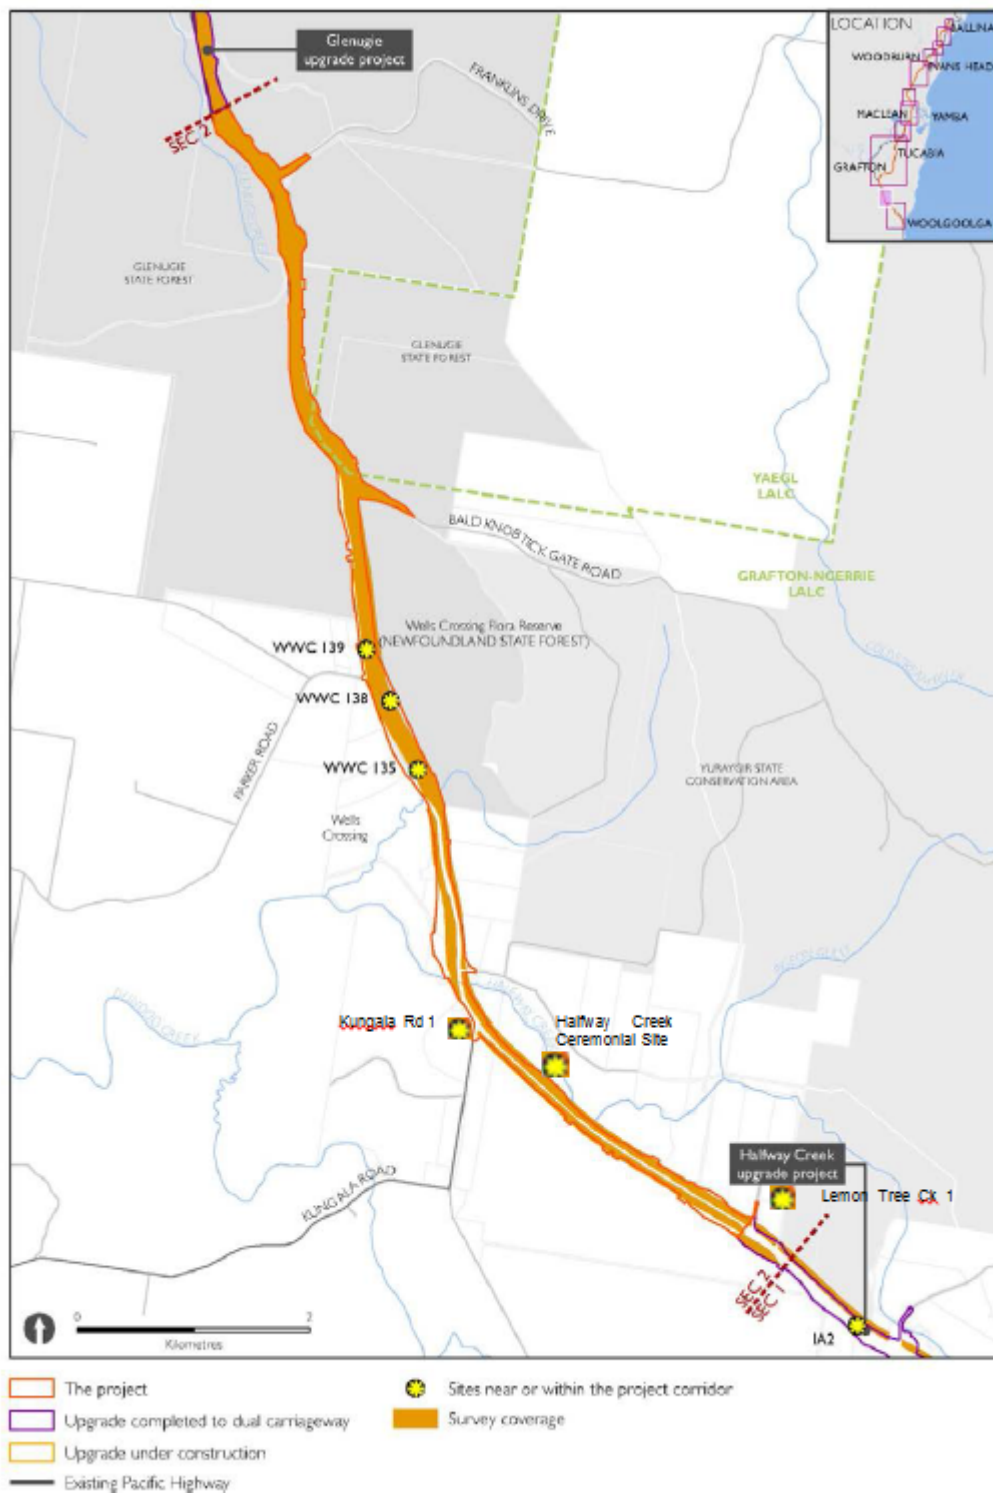 Glenugie
upgrade project
LOCATION
BALLINA
WOODBURN
EVANS HEAD
MACLEAN
YAMBA
TUCABIA
GRAFTON
WOOLGOOLGA
FRANKLINS DRIVE
SEC 2
GLENUGIE
STATE FOREST
GLENUGIE
STATE FOREST
YAEGL
LALC
BALD KNOB TICK GATE ROAD
GRAFTON-NGERRIE
LALC
Wells Crossing Flora Reserve
(NEWFOUNDLAND STATE FOREST)
WWC 139
WWC 138
WWC 135
PARKER ROAD
YURAYGIR STATE
CONSERVATION AREA
Wells
Crossing
HALFWAY CREEK
Kungala Rd 1
Halfway Creek
Ceremonial Site
KUNGALA ROAD
Halfway Creek
upgrade project
Lemon Tree Ck 1
SEC 2
SEC 1
IA2
0 2
Kilometres
The project
Sites near or within the project corridor
Upgrade completed to dual carriageway
Survey coverage
Upgrade under construction
Existing Pacific Highway